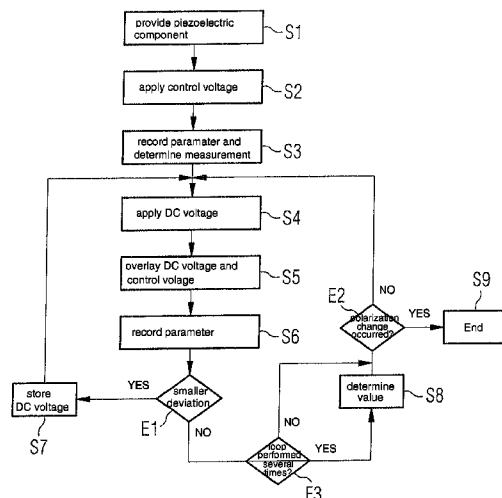 provide piezoelectric
component
S1
apply control voltage
S2
record paramater and
determine measurement
S3
apply DC voltage
S4
overlay DC voltage and
control volage
S5
record parameter
S6
smaller
deviation
E1
YES
NO
store
DC voltage
S7
loop
performed
several
times?
E3
NO
YES
determine
value
S8
E2
polarization
change
occurred?
NO
YES
S9
End